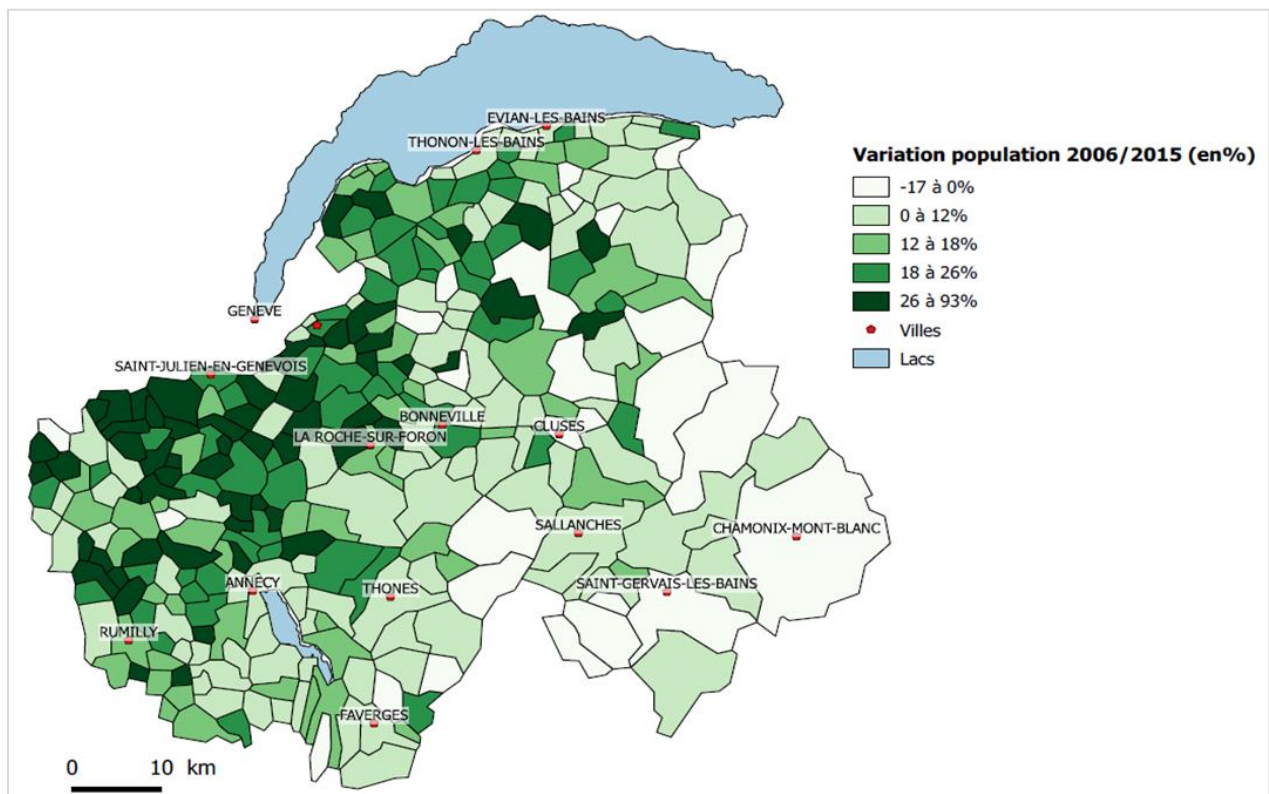 EVIAN-LES-BAINS
THONON-LES-BAINS
Variation population 2006/2015 (en%)
-17 à 0%
0 à 12%
12 à 18%
18 à 26%
26 à 93%
Villes
Lacs
GENEVE
SAINT-JULIEN-EN-GENEVOIS
BONNEVILLE
LA ROCHE-SUR-FORON
CLUSES
SALLANCHES
CHAMONIX-MONT-BLANC
ANNECY
THONES
SAINT-GERVAIS-LES-BAINS
RUMILLY
FAVERGES
0 10 km